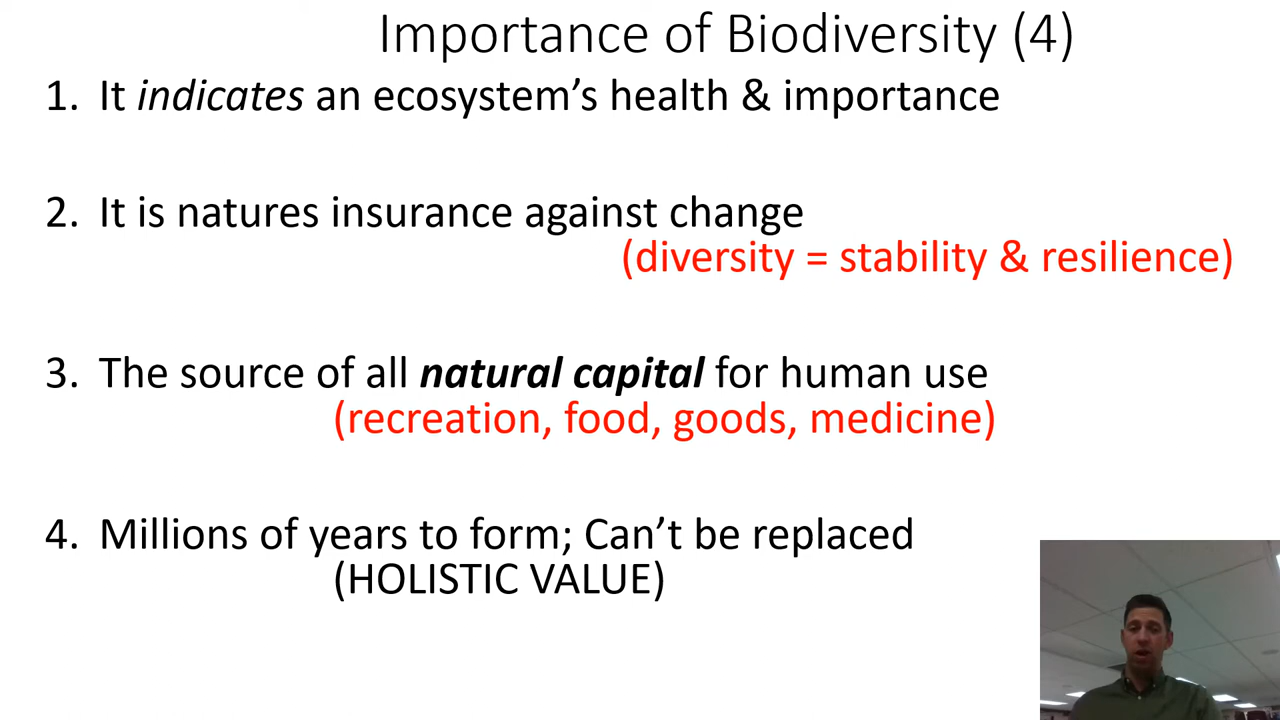 Importance of Biodiversity (4)
1. It indicates an ecosystem’s health & importance
2. It is natures insurance against change
(diversity = stability & resilience)
3. The source of all natural capital for human use
(recreation, food, goods, medicine)
4. Millions of years to form; Can’t be replaced
(HOLISTIC VALUE)